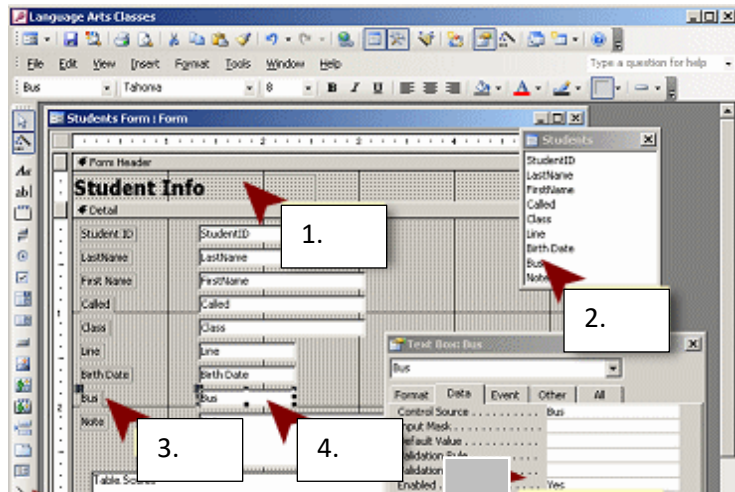 Language Arts Classes
File Edit View Insert Format Tools Window Help
Type a question for help
Bus Tahoma 8 B I U
Students Form : Form
Form Header
Student Info
Detail
Student ID StudentID
LastName LastName
First Name FirstName
Called Called
Class Class
Line Line
Birth Date Birth Date
Bus Bus
Note
Students
StudentID
LastName
FirstName
Called
Class
Line
Birth Date
Bus
Note
1.
2.
3.
4.
Text Box: Bus
Bus
Format Data Event Other All
Control Source Bus
Input Mask
Default Value
Validation Rule
Validation
Enabled Yes